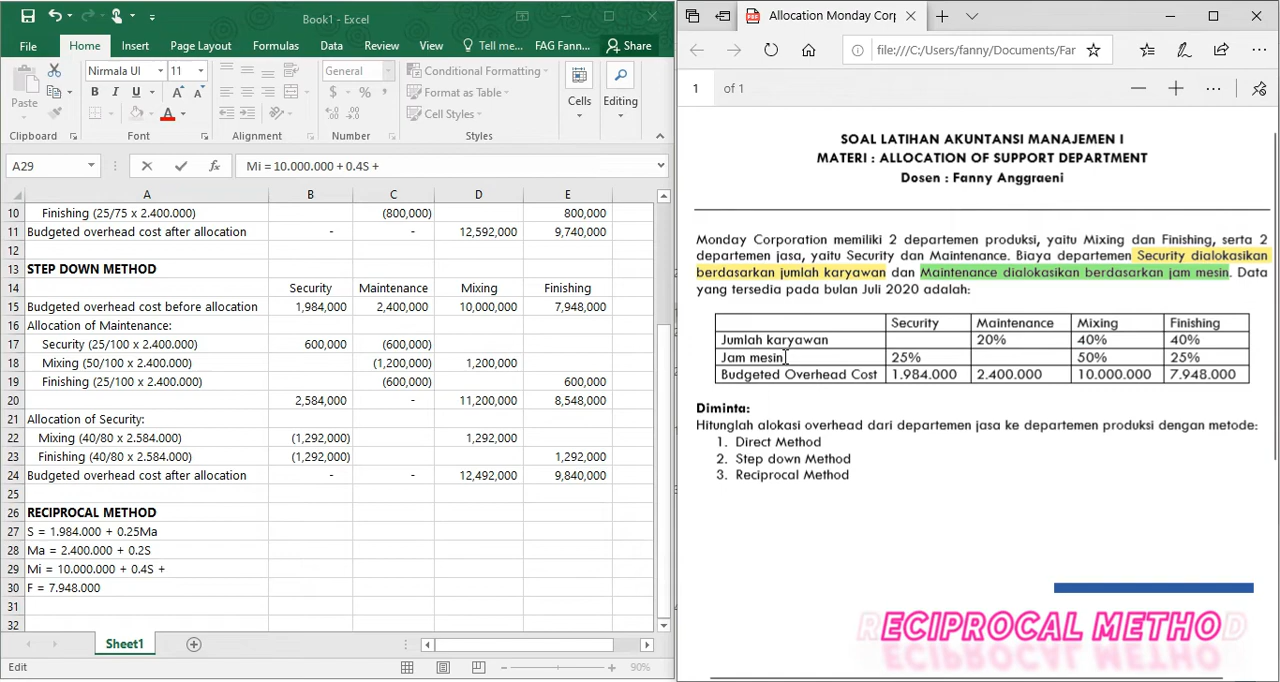 Book1 - Excel
File Home Insert Page Layout Formulas Data Review View Tell me... FAG Fann... Share
Paste
Nirmala UI 11
B I U
A A
A
General
$ %
Conditional Formatting
Format as Table
Cell Styles
Cells
Editing
Clipboard Font Alignment Number Styles
A29 fx Mi = 10.000.000 + 0.4S +
A B C D E
10 Finishing (25/75 x 2.400.000) (800,000) 800,000
11 Budgeted overhead cost after allocation - - 12,592,000 9,740,000
12
13 STEP DOWN METHOD
14 Security Maintenance Mixing Finishing
15 Budgeted overhead cost before allocation 1,984,000 2,400,000 10,000,000 7,948,000
16 Allocation of Maintenance:
17 Security (25/100 x 2.400.000) 600,000 (600,000)
18 Mixing (50/100 x 2.400.000) (1,200,000) 1,200,000
19 Finishing (25/100 x 2.400.000) (600,000) 600,000
20 2,584,000 - 11,200,000 8,548,000
21 Allocation of Security:
22 Mixing (40/80 x 2.584.000) (1,292,000) 1,292,000
23 Finishing (40/80 x 2.584.000) (1,292,000) 1,292,000
24 Budgeted overhead cost after allocation - - 12,492,000 9,840,000
25
26 RECIPROCAL METHOD
27 S = 1.984.000 + 0.25Ma
28 Ma = 2.400.000 + 0.2S
29 Mi = 10.000.000 + 0.4S +
30 F = 7.948.000
31
32
Sheet1
Edit 90%
Allocation Monday Corp
file:///C:/Users/fanny/Documents/Far
1 of 1
SOAL LATIHAN AKUNTANSI MANAJEMEN I
MATERI : ALLOCATION OF SUPPORT DEPARTMENT
Dosen : Fanny Anggraeni
Monday Corporation memiliki 2 departemen produksi, yaitu Mixing dan Finishing, serta 2
departemen jasa, yaitu Security dan Maintenance. Biaya departemen Security dialokasikan
berdasarkan jumlah karyawan dan Maintenance dialokasikan berdasarkan jam mesin. Data
yang tersedia pada bulan Juli 2020 adalah:
Security Maintenance Mixing Finishing
Jumlah karyawan 20% 40% 40%
Jam mesin 25% 50% 25%
Budgeted Overhead Cost 1.984.000 2.400.000 10.000.000 7.948.000
Diminta:
Hitunglah alokasi overhead dari departemen jasa ke departemen produksi dengan metode:
1. Direct Method
2. Step down Method
3. Reciprocal Method
RECIPROCAL METHOD